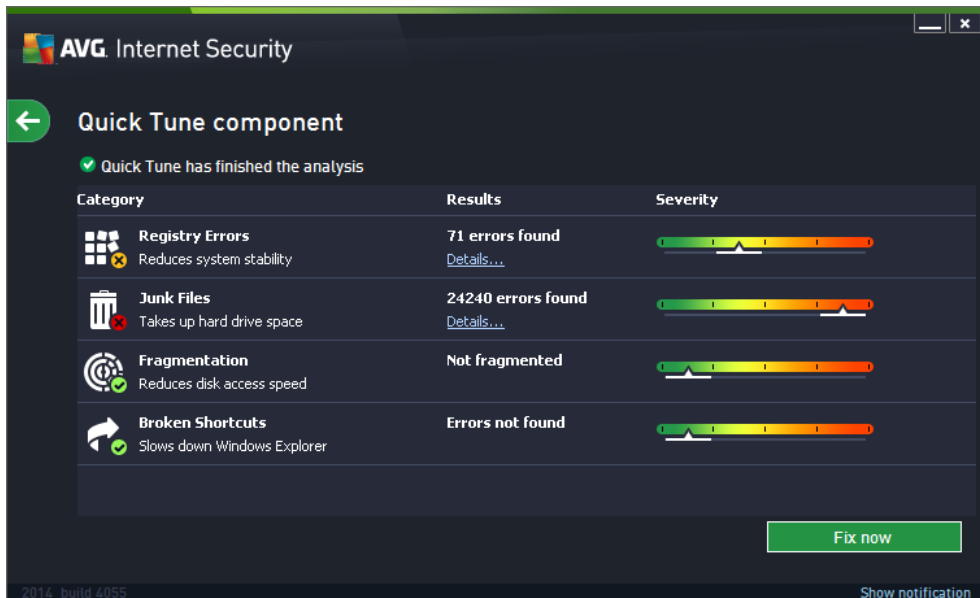 AVG. Internet Security
Quick Tune component
Quick Tune has finished the analysis
Category Results Severity
Registry Errors 71 errors found
Reduces system stability Details...
Junk Files 24240 errors found
Takes up hard drive space Details...
Fragmentation Not fragmented
Reduces disk access speed
Broken Shortcuts Errors not found
Slows down Windows Explorer
Fix now
2014 build 4055 Show notification